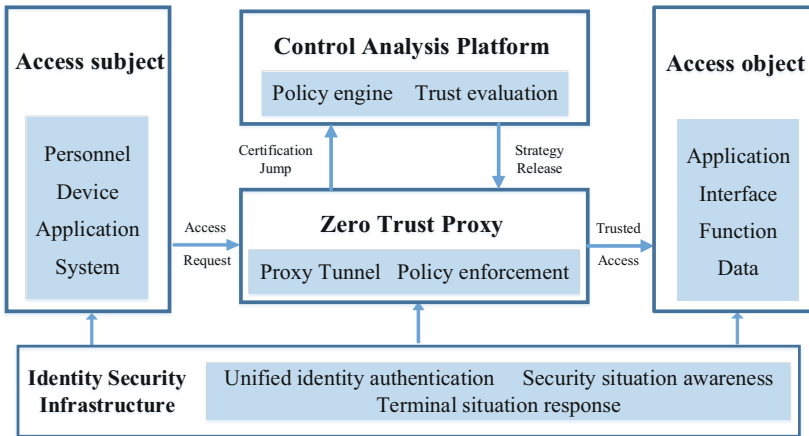 Access subject
Personnel
Device
Application
System
Access
Request
Control Analysis Platform
Policy engine Trust evaluation
Certification
Jump
Strategy
Release
Zero Trust Proxy
Proxy Tunnel Policy enforcement
Trusted
Access
Access object
Application
Interface
Function
Data
Identity Security
Infrastructure
Unified identity authentication Security situation awareness
Terminal situation response